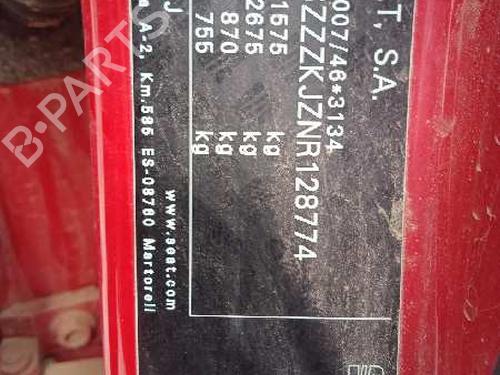 T, S.A.
007/46*3134
ZZZKJZNR128774
1575 kg
2675 kg
870 kg
755 kg
www.seat.com
J
a A-2, Km.585 ES-08760 Martorell
B-PARTS